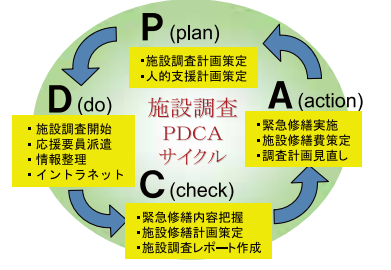 P (plan)
・施設調査計画策定
・人的支援計画策定
D (do)
・施設調査開始
・応援要員派遣
・情報整理
・イントラネット
施設調査
PDCA
サイクル
A (action)
・緊急修繕実施
・施設修繕費策定
・調査計画見直し
C (check)
・緊急修繕内容把握
・施設修繕計画策定
・施設調査レポート作成